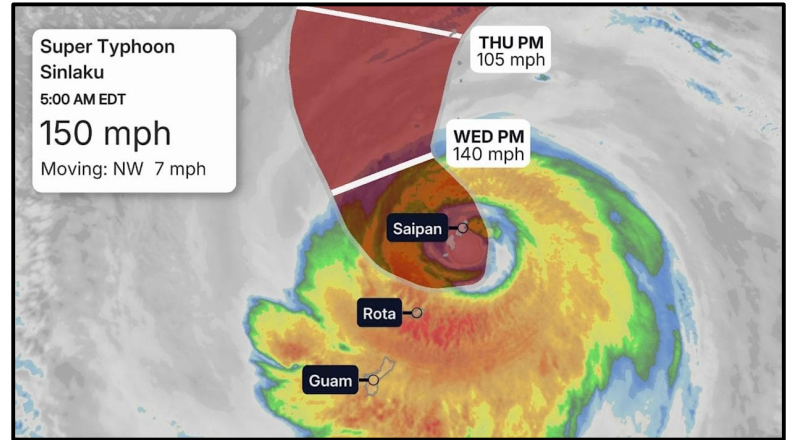 Super Typhoon
Sinlaku
5:00 AM EDT
150 mph
Moving: NW 7 mph
THU PM
105 mph
WED PM
140 mph
Saipan
Rota
Guam